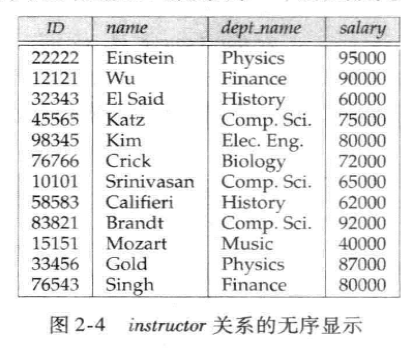 ID name dept_name salary
22222 Einstein Physics 95000
12121 Wu Finance 90000
32343 El Said History 60000
45565 Katz Comp. Sci. 75000
98345 Kim Elec. Eng. 80000
76766 Crick Biology 72000
10101 Srinivasan Comp. Sci. 65000
58583 Califieri History 62000
83821 Brandt Comp. Sci. 92000
15151 Mozart Music 40000
33456 Gold Physics 87000
76543 Singh Finance 80000
图 2-4 instructor 关系的无序显示